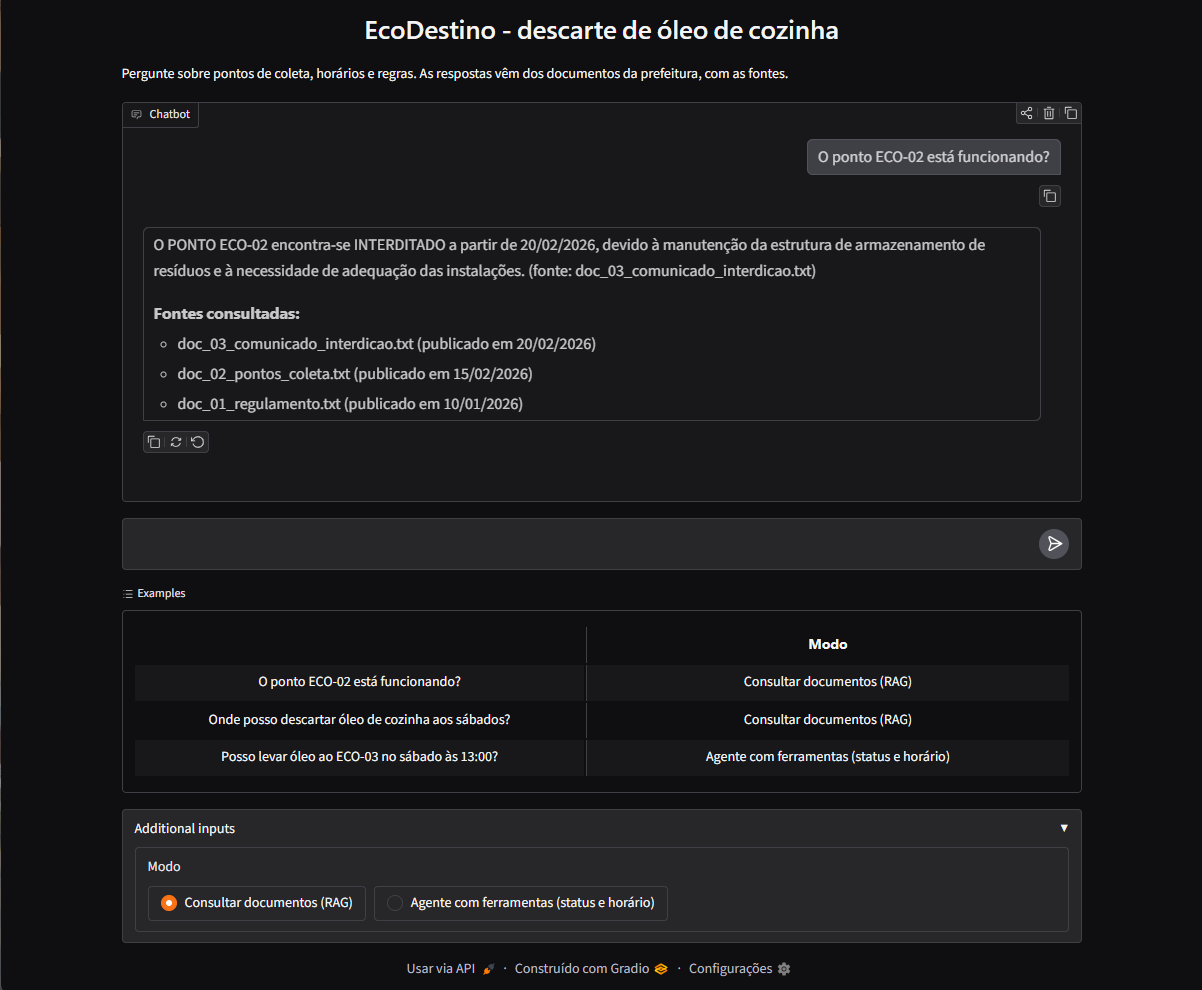 EcoDestino - descarte de óleo de cozinha
Pergunte sobre pontos de coleta, horários e regras. As respostas vêm dos documentos da prefeitura, com as fontes.
Chatbot
O ponto ECO-02 está funcionando?
O PONTO ECO-02 encontra-se INTERDITADO a partir de 20/02/2026, devido à manutenção da estrutura de armazenamento de
resíduos e à necessidade de adequação das instalações. (fonte: doc_03_comunicado_interdicao.txt)
Fontes consultadas:
doc_03_comunicado_interdicao.txt (publicado em 20/02/2026)
doc_02_pontos_coleta.txt (publicado em 15/02/2026)
doc_01_regulamento.txt (publicado em 10/01/2026)
Examples
Modo
O ponto ECO-02 está funcionando? Consultar documentos (RAG)
Onde posso descartar óleo de cozinha aos sábados? Consultar documentos (RAG)
Posso levar óleo ao ECO-03 no sábado às 13:00? Agente com ferramentas (status e horário)
Additional inputs
Modo
Consultar documentos (RAG) Agente com ferramentas (status e horário)
Usar via API · Construído com Gradio · Configurações